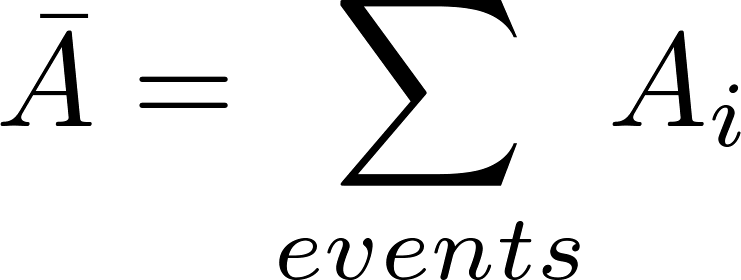 Ā = ∑ A_i
events